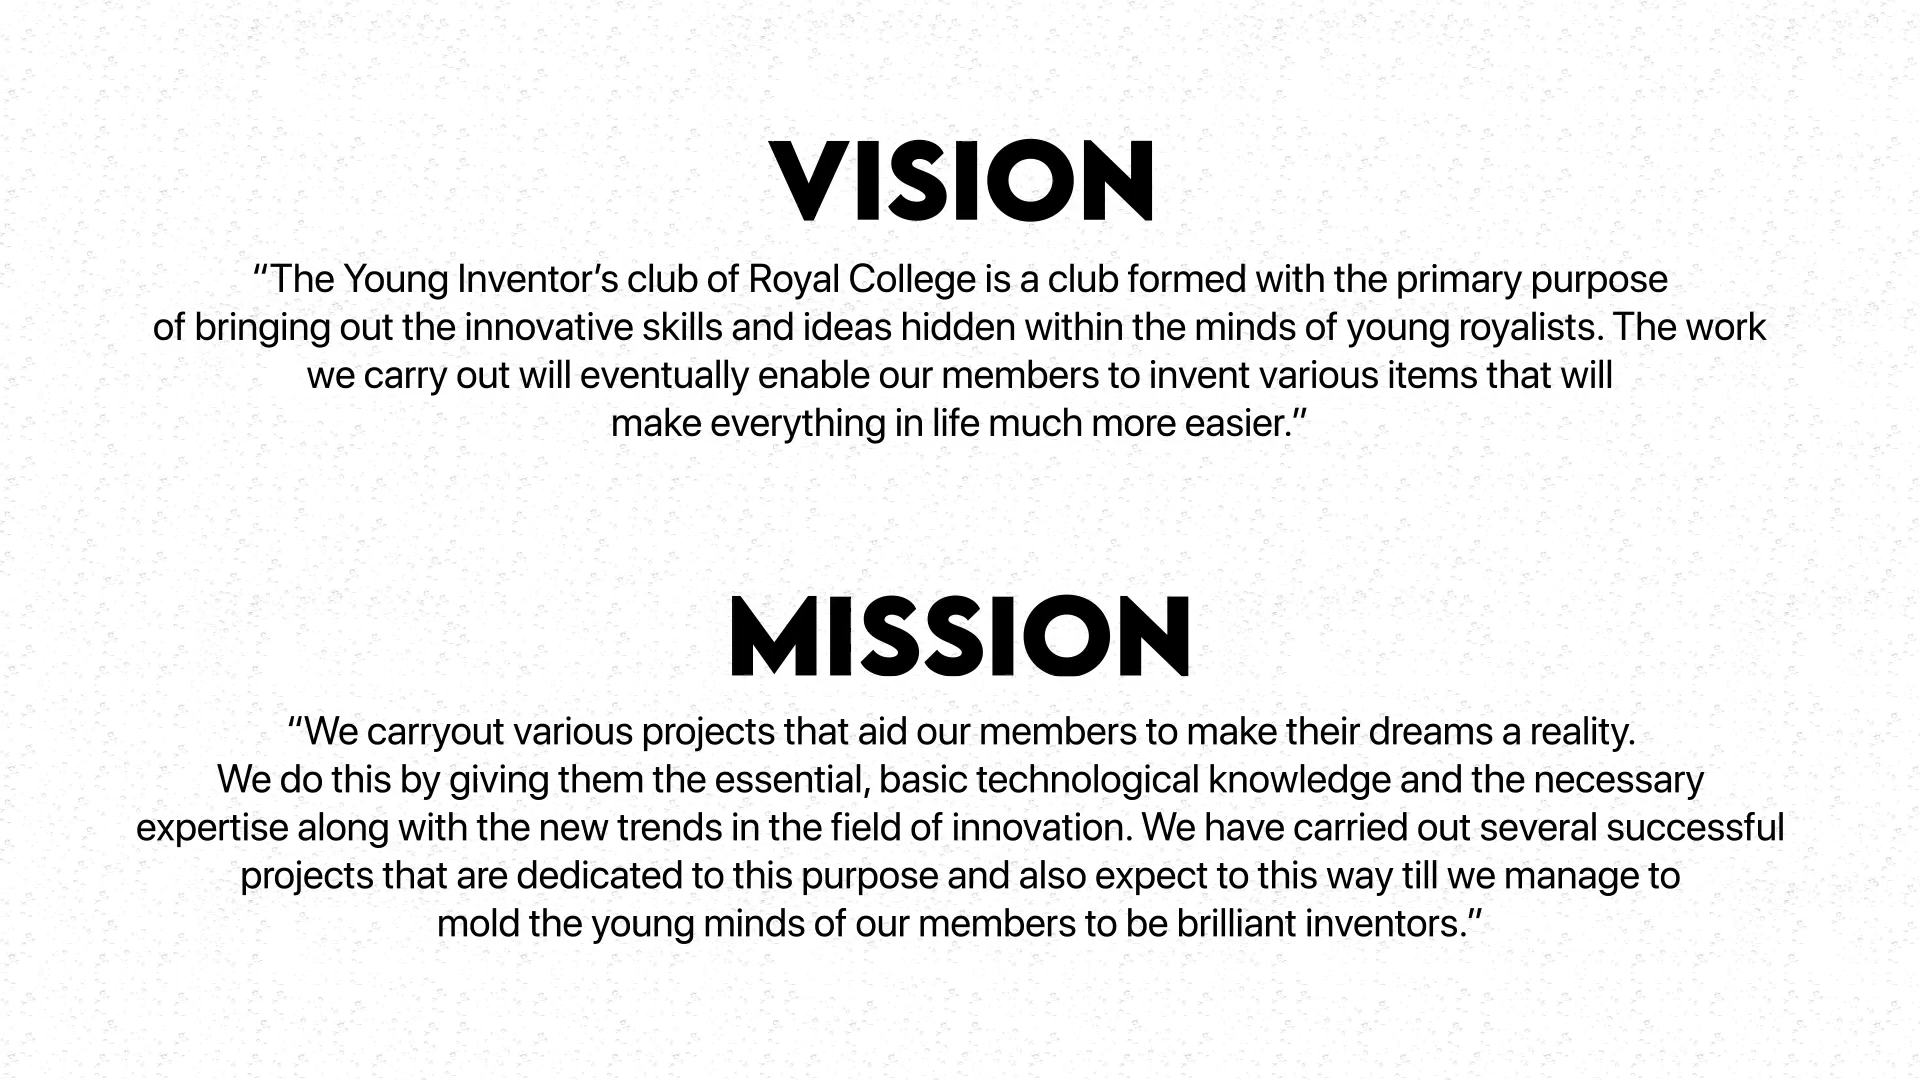 VISION
“The Young Inventor’s club of Royal College is a club formed with the primary purpose
of bringing out the innovative skills and ideas hidden within the minds of young royalists. The work
we carry out will eventually enable our members to invent various items that will
make everything in life much more easier.”
MISSION
“We carryout various projects that aid our members to make their dreams a reality.
We do this by giving them the essential, basic technological knowledge and the necessary
expertise along with the new trends in the field of innovation. We have carried out several successful
projects that are dedicated to this purpose and also expect to this way till we manage to
mold the young minds of our members to be brilliant inventors.”